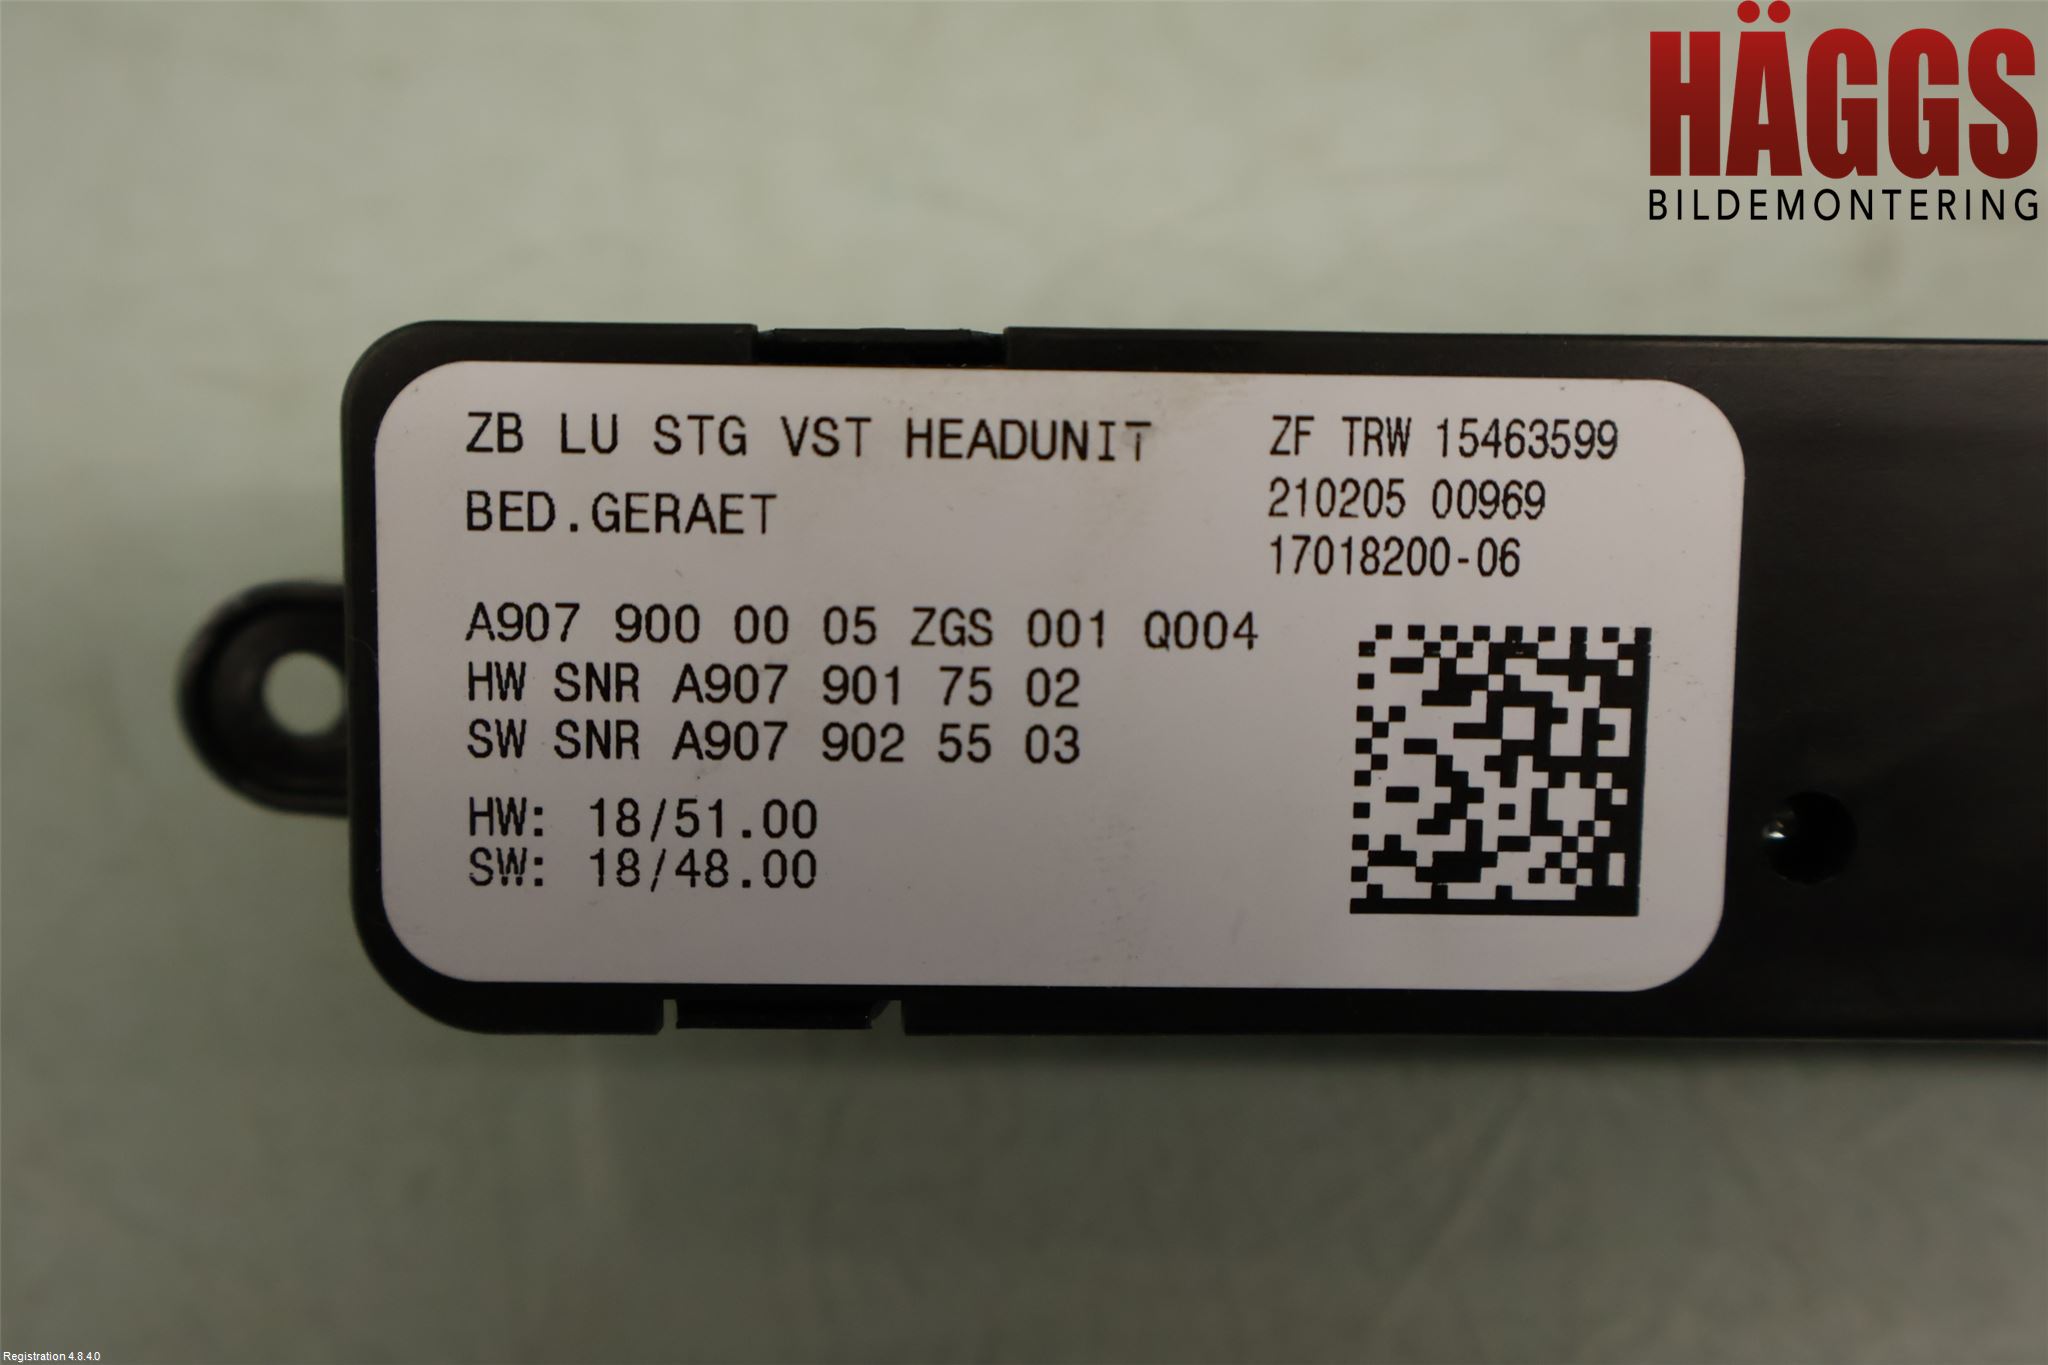 HÄGGS
BILDEMONTERING
ZB LU STG VST HEADUNIT
BED.GERAET
ZF TRW 15463599
210205 00969
17018200-06
A907 900 00 05 ZGS 001 Q004
HW SNR A907 901 75 02
SW SNR A907 902 55 03
HW: 18/51.00
SW: 18/48.00
Registration 4.8.4.0